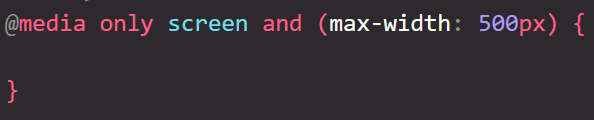 @media only screen and (max-width: 500px) {
}